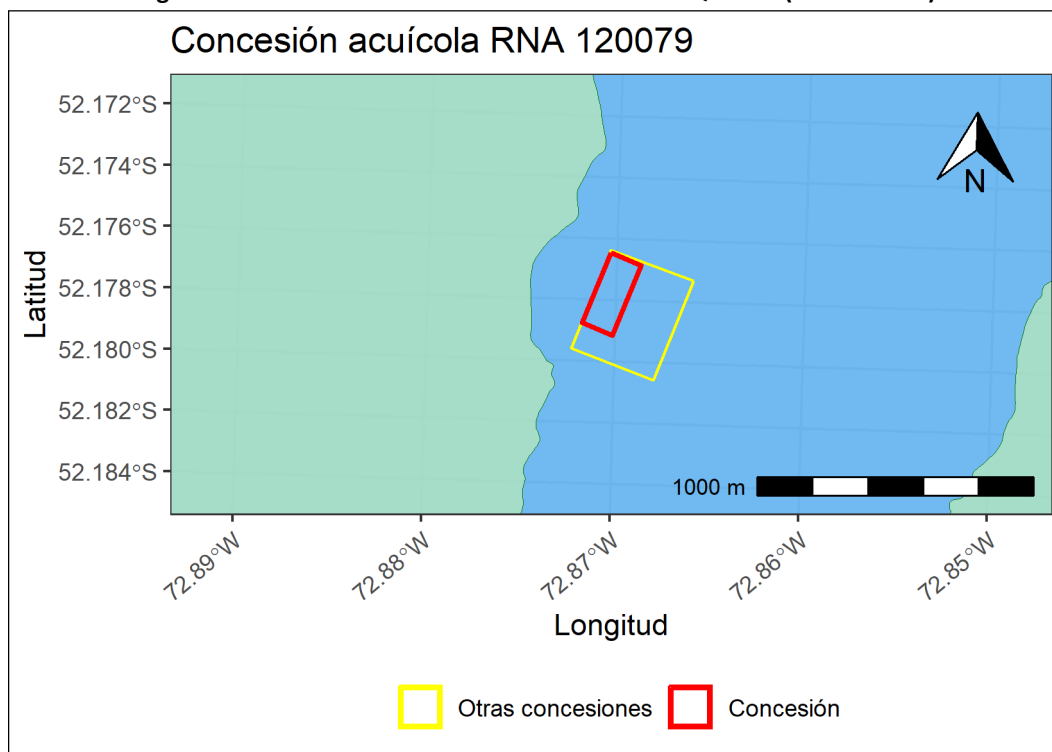 Concesión acuícola RNA 120079
52.172°S
52.174°S
52.176°S
52.178°S
52.180°S
52.182°S
52.184°S
Latitud
N
1000 m
72.89°W
72.88°W
72.87°W
72.86°W
72.85°W
Longitud
Otras concesiones
Concesión